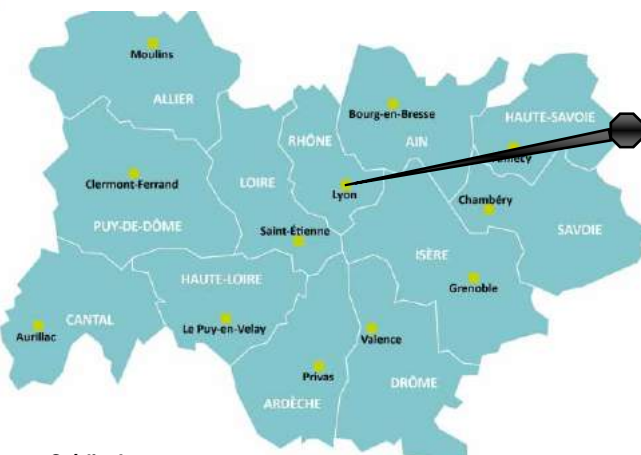 Moulins
ALLIER
Bourg-en-Bresse
HAUTE-SAVOIE
RHÔNE
AIN
Clermont-Ferrand
LOIRE
Lyon
Chambéry
PUY-DE-DÔME
Saint-Étienne
SAVOIE
ISÈRE
HAUTE-LOIRE
Grenoble
CANTAL
Aurillac
Le Puy-en-Velay
Valence
Privas
DRÔME
ARDÈCHE